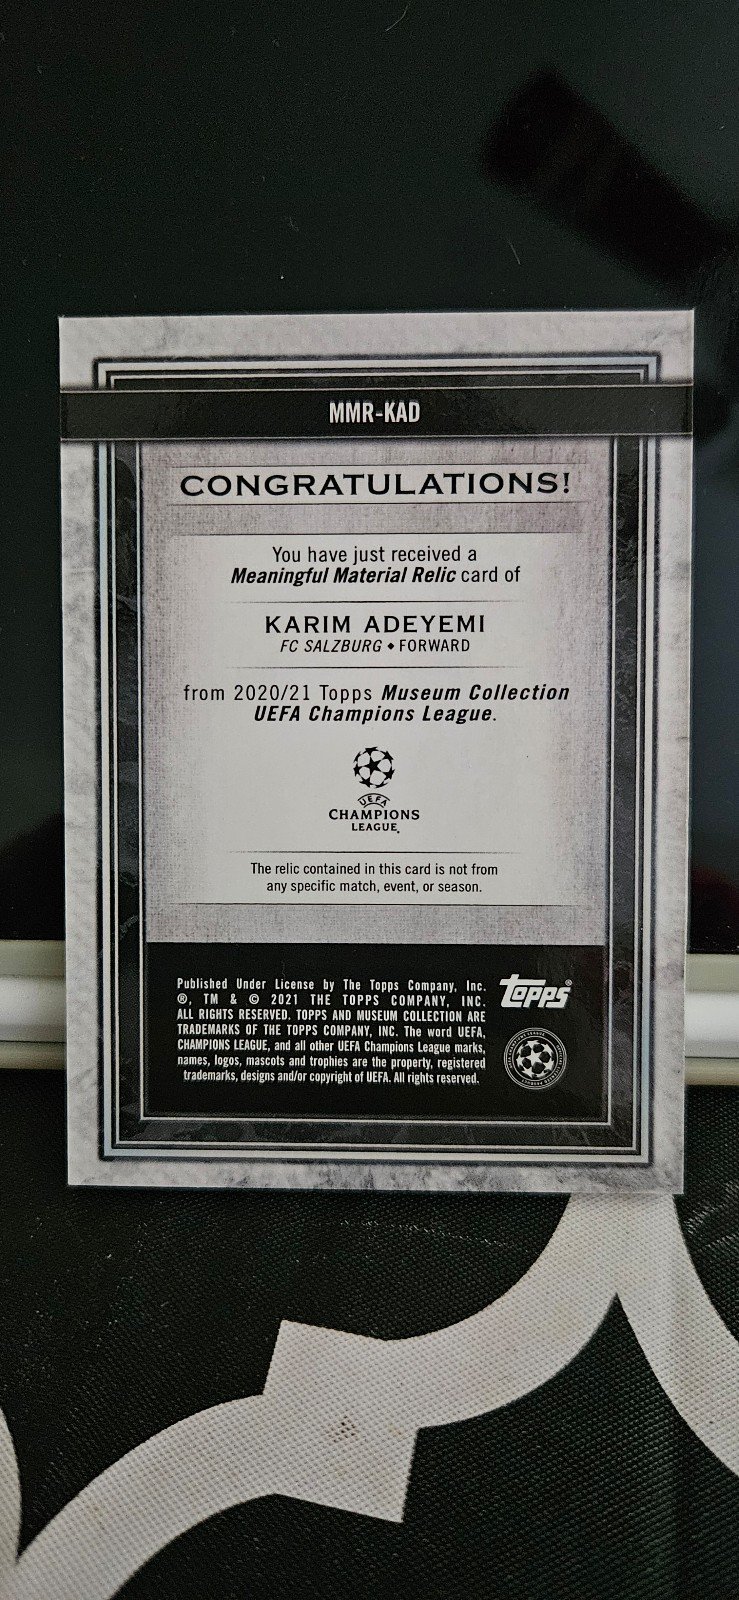 MMR-KAD
CONGRATULATIONS!
You have just received a
Meaningful Material Relic card of
KARIM ADEYEMI
FC SALZBURG ◆ FORWARD
from 2020/21 Topps Museum Collection
UEFA Champions League.
UEFA
CHAMPIONS
LEAGUE®
The relic contained in this card is not from
any specific match, event, or season.
Published Under License by The Topps Company, Inc.
®, TM & © 2021 THE TOPPS COMPANY, INC.
ALL RIGHTS RESERVED. TOPPS AND MUSEUM COLLECTION ARE
TRADEMARKS OF THE TOPPS COMPANY, INC. The word UEFA,
CHAMPIONS LEAGUE, and all other UEFA Champions League marks,
names, logos, mascots and trophies are the property, registered
trademarks, designs and/or copyright of UEFA. All rights reserved.
Topps®